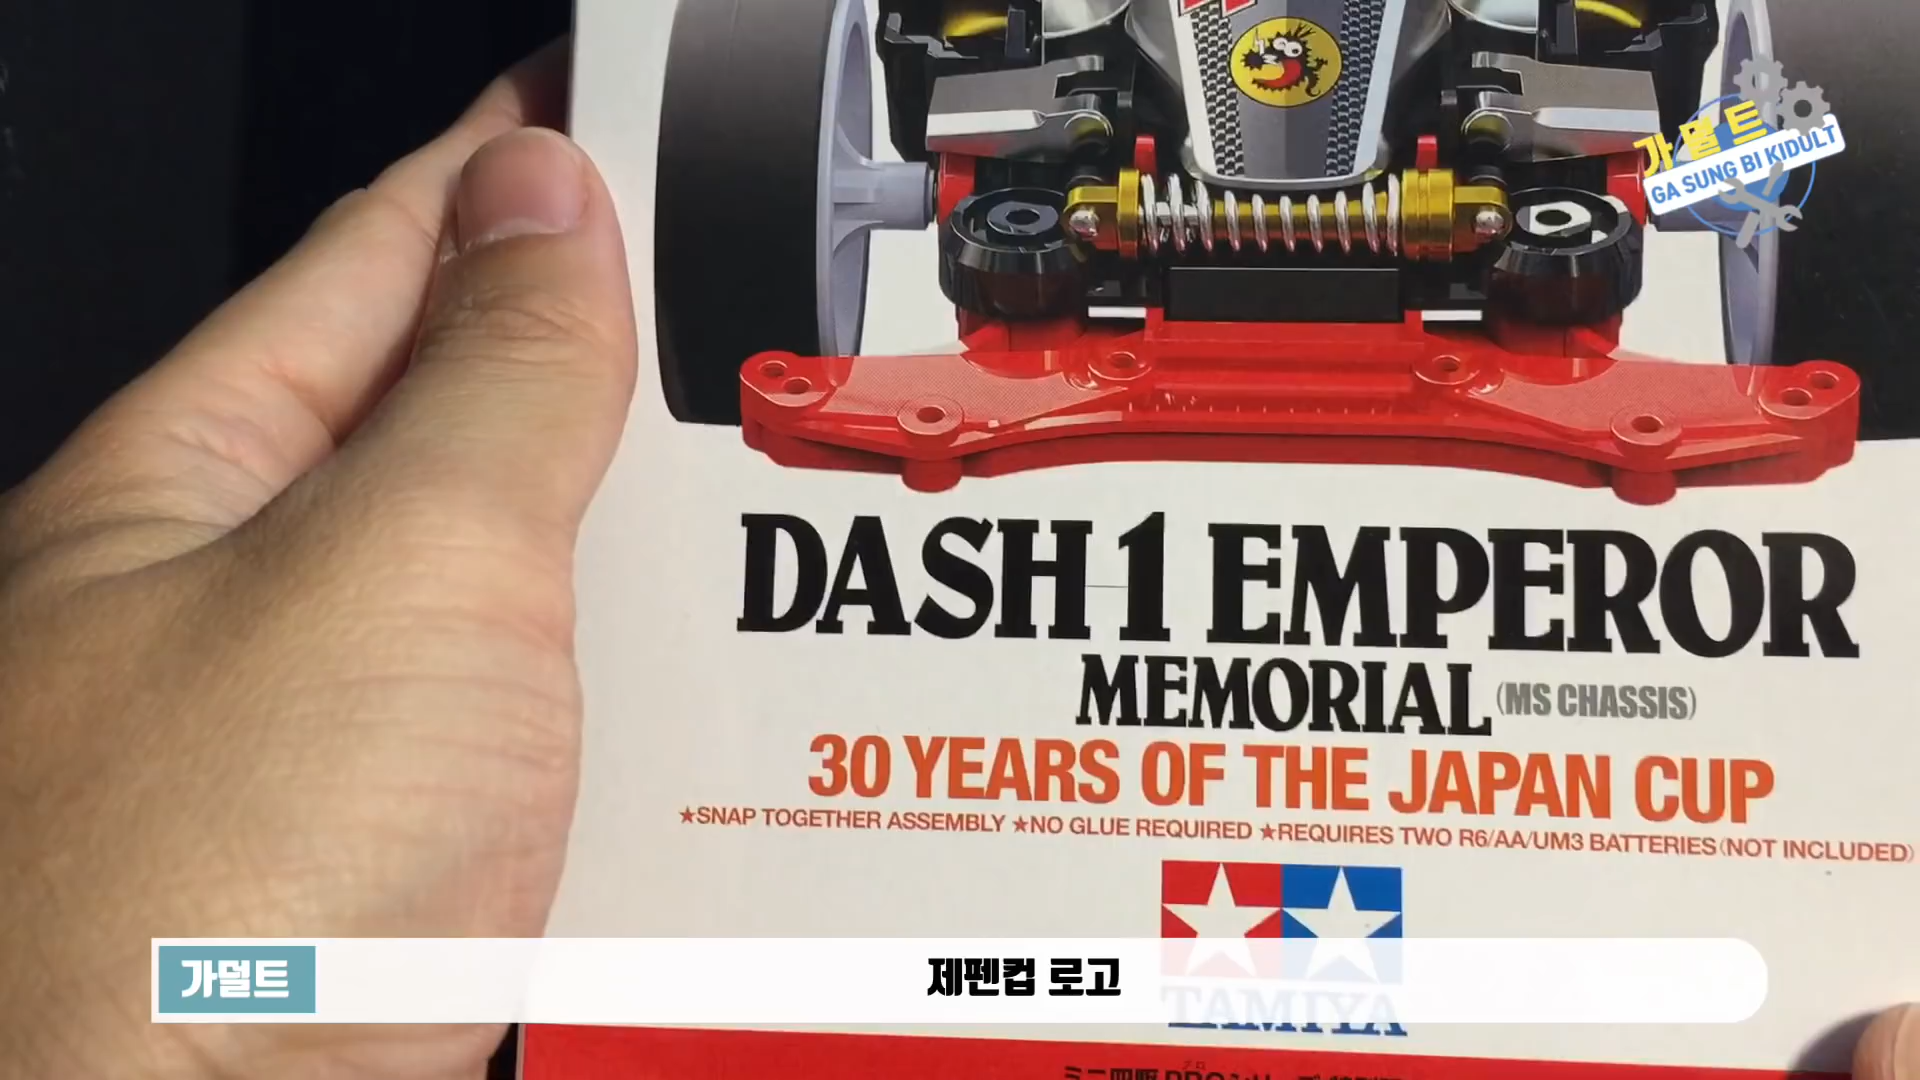 가덜트
GA SUNG BI KIDULT
DASH 1 EMPEROR
MEMORIAL (MS CHASSIS)
30 YEARS OF THE JAPAN CUP
★SNAP TOGETHER ASSEMBLY ★NO GLUE REQUIRED ★REQUIRES TWO R6/AA/UM3 BATTERIES (NOT INCLUDED)
TAMIYA
가덜트
제펜컵 로고